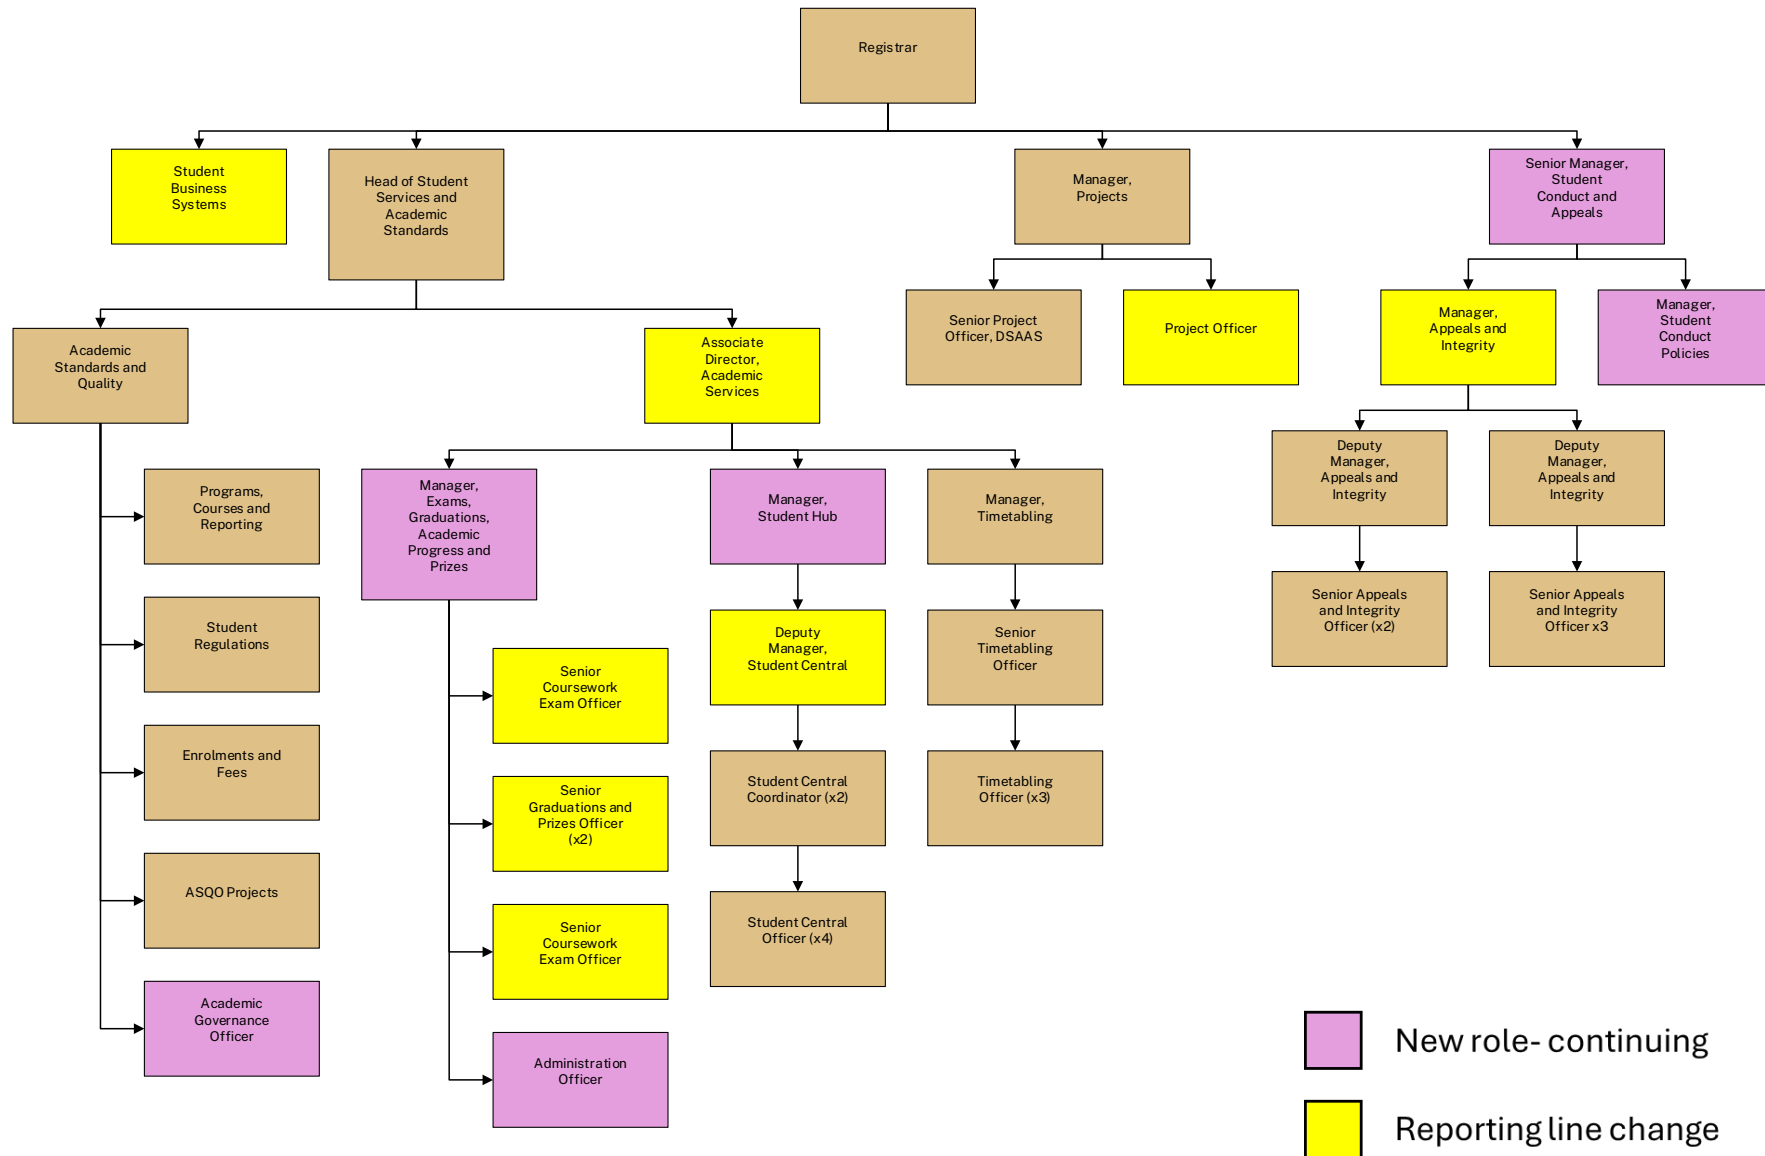 Registrar
Student
Business
Systems
Head of Student
Services and
Academic
Standards
Manager,
Projects
Senior Manager,
Student
Conduct and
Appeals
Senior Project
Officer, DSAAS
Project Officer
Manager,
Appeals and
Integrity
Manager,
Student
Conduct
Policies
Academic
Standards and
Quality
Associate
Director,
Academic
Services
Deputy
Manager,
Appeals and
Integrity
Deputy
Manager,
Appeals and
Integrity
Programs,
Courses and
Reporting
Manager,
Exams,
Graduations,
Academic
Progress and
Prizes
Manager,
Student Hub
Manager,
Timetabling
Senior Appeals
and Integrity
Officer (x2)
Senior Appeals
and Integrity
Officer x3
Student
Regulations
Senior
Coursework
Exam Officer
Deputy
Manager,
Student Central
Senior
Timetabling
Officer
Enrolments and
Fees
Senior
Graduations and
Prizes Officer
(x2)
Student Central
Coordinator (x2)
Timetabling
Officer (x3)
ASQO Projects
Senior
Coursework
Exam Officer
Student Central
Officer (x4)
Academic
Governance
Officer
Administration
Officer
New role- continuing
Reporting line change